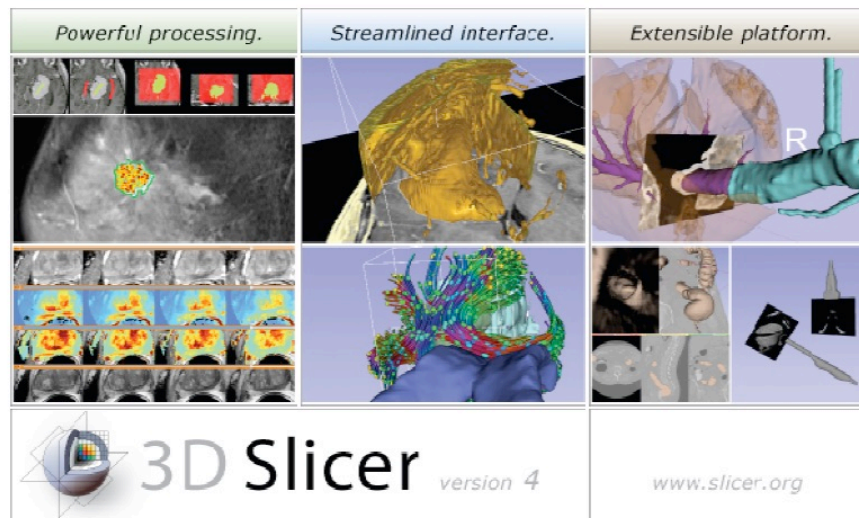 Powerful processing.
Streamlined interface.
Extensible platform.
R
3D Slicer version 4
www.slicer.org